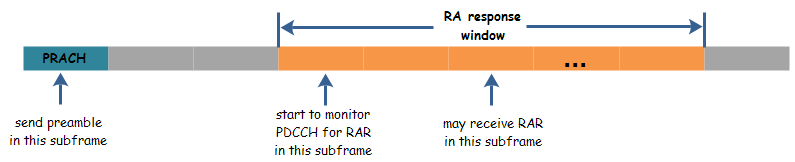 RA response
window
PRACH
...
send preamble
in this subframe
start to monitor
PDCCH for RAR
in this subframe
may receive RAR
in this subframe